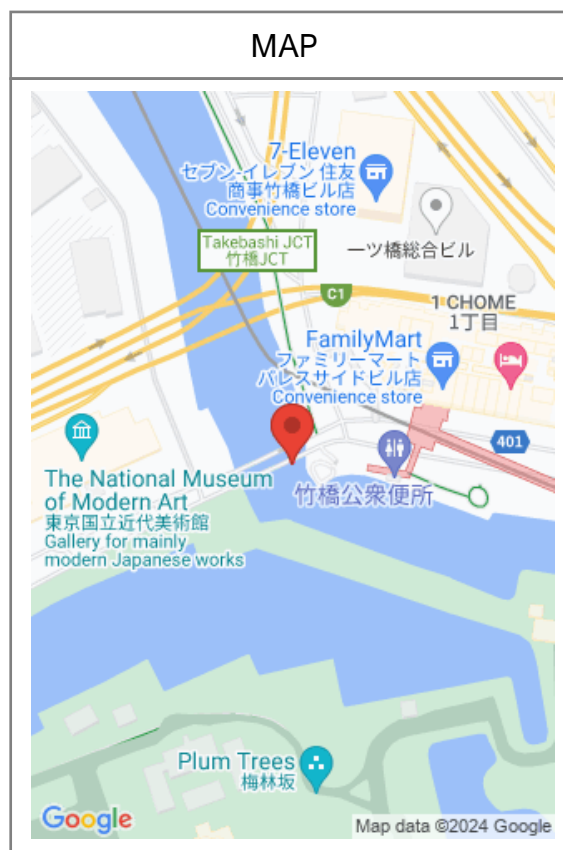 MAP
7-Eleven
セブン-イレブン 住友
商事竹橋ビル店
Convenience store
Takebashi JCT
竹橋JCT
一ツ橋総合ビル
C1
1 CHOME
1丁目
FamilyMart
ファミリーマート
パレスサイドビル店
Convenience store
401
The National Museum
of Modern Art
東京国立近代美術館
Gallery for mainly
modern Japanese works
竹橋公衆便所
Plum Trees
梅林坂
Google
Map data ©2024 Google